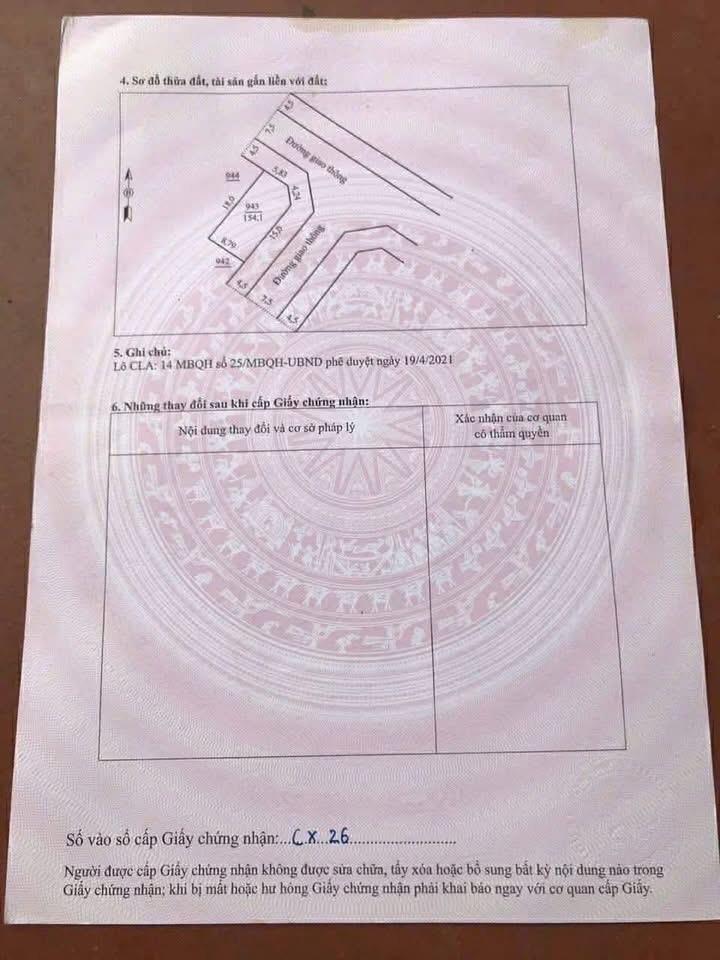 4. Sơ đồ thửa đất, tài sản gắn liền với đất:
4,5
7,5
4,5
Đường giao thông
5,83
4,24
944
18,0
943
154,1
15,0
8,79
942
Đường giao thông
4,5
7,5
4,5
5. Ghi chú:
Lô CLA: 14 MBQH số 25/MBQH-UBND phê duyệt ngày 19/4/2021
6. Những thay đổi sau khi cấp Giấy chứng nhận:
Nội dung thay đổi và cơ sở pháp lý
Xác nhận của cơ quan
có thẩm quyền
Số vào sổ cấp Giấy chứng nhận:...CX 26........................
Người được cấp Giấy chứng nhận không được sửa chữa, tẩy xóa hoặc bổ sung bất kỳ nội dung nào trong
Giấy chứng nhận; khi bị mất hoặc hư hỏng Giấy chứng nhận phải khai báo ngay với cơ quan cấp Giấy.